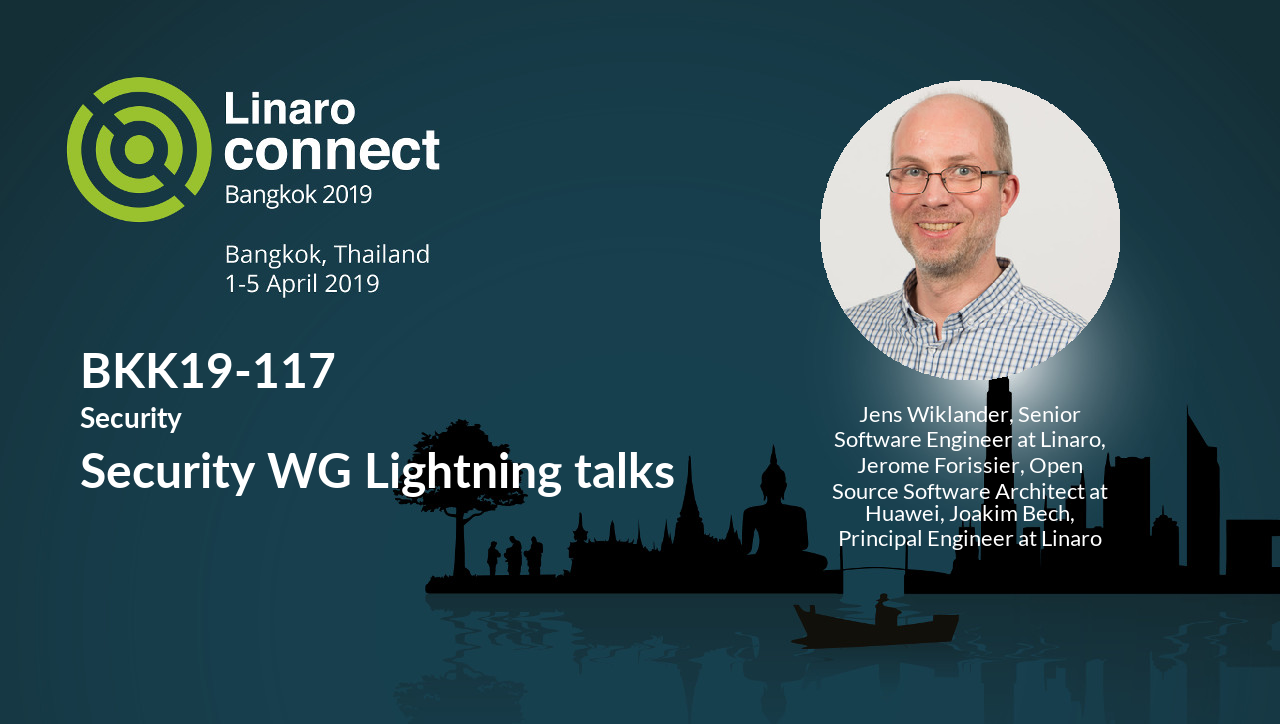 Linaro
connect
Bangkok 2019
Bangkok, Thailand
1-5 April 2019
BKK19-117
Security
Security WG Lightning talks
Jens Wiklander, Senior
Software Engineer at Linaro,
Jerome Forissier, Open
Source Software Architect at
Huawei, Joakim Bech,
Principal Engineer at Linaro